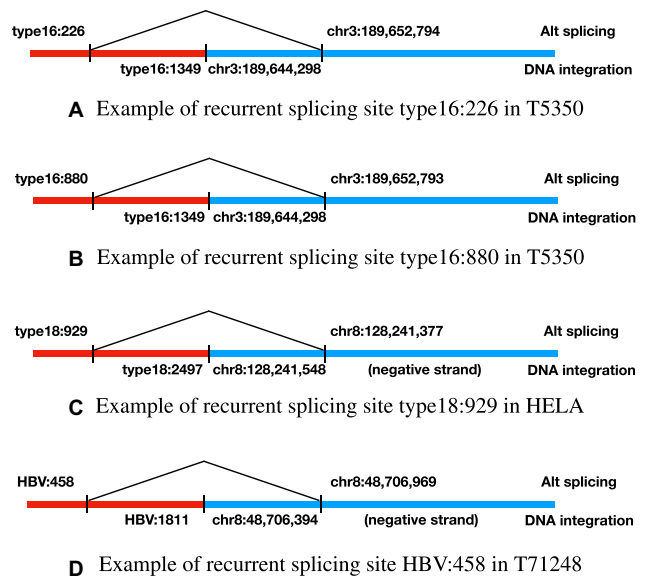 type16:226 chr3:189,652,794 Alt splicing
type16:1349 chr3:189,644,298 DNA integration
A Example of recurrent splicing site type16:226 in T5350
type16:880 chr3:189,652,793 Alt splicing
type16:1349 chr3:189,644,298 DNA integration
B Example of recurrent splicing site type16:880 in T5350
type18:929 chr8:128,241,377 Alt splicing
type18:2497 chr8:128,241,548 (negative strand) DNA integration
C Example of recurrent splicing site type18:929 in HELA
HBV:458 chr8:48,706,969 Alt splicing
HBV:1811 chr8:48,706,394 (negative strand) DNA integration
D Example of recurrent splicing site HBV:458 in T71248